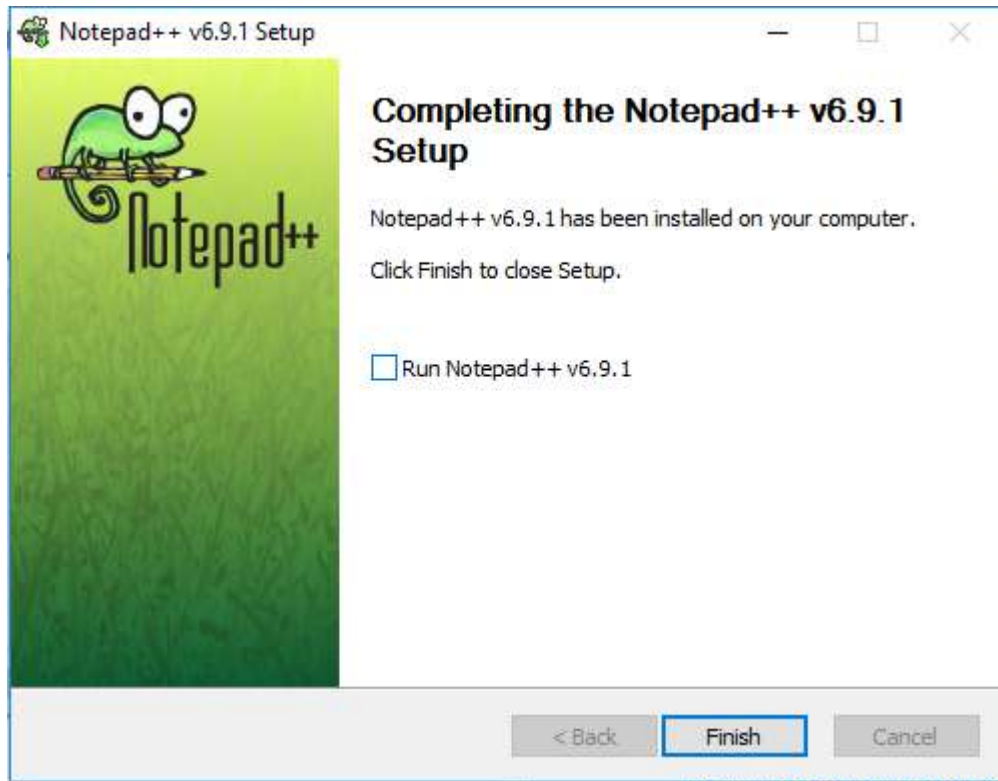 Notepad++ v6.9.1 Setup
Notepad++
Completing the Notepad++ v6.9.1
Setup
Notepad++ v6.9.1 has been installed on your computer.
Click Finish to close Setup.
Run Notepad++ v6.9.1
< Back
Finish
Cancel